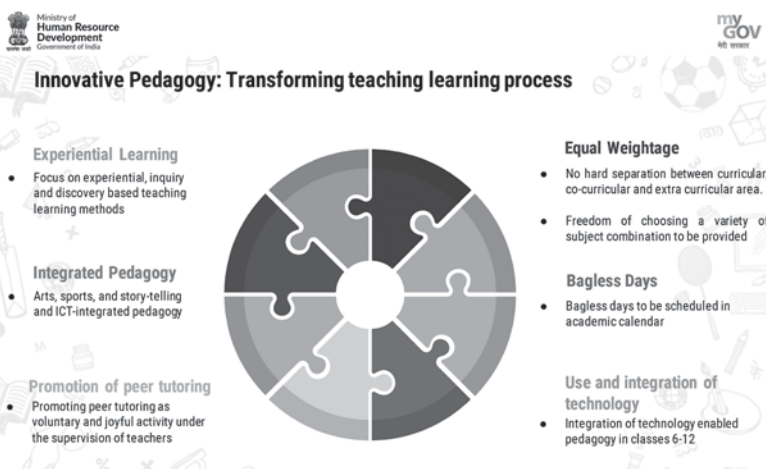 Ministry of
Human Resource
Development
Government of India
my
GOV
मेरी सरकार
Innovative Pedagogy: Transforming teaching learning process
Experiential Learning
● Focus on experiential, inquiry
and discovery based teaching
learning methods
Integrated Pedagogy
● Arts, sports, and story-telling
and ICT-integrated pedagogy
Promotion of peer tutoring
● Promoting peer tutoring as
voluntary and joyful activity under
the supervision of teachers
Equal Weightage
● No hard separation between curricular,
co-curricular and extra curricular area.
● Freedom of choosing a variety of
subject combination to be provided
Bagless Days
● Bagless days to be scheduled in
academic calendar
Use and integration of
technology
● Integration of technology enabled
pedagogy in classes 6-12